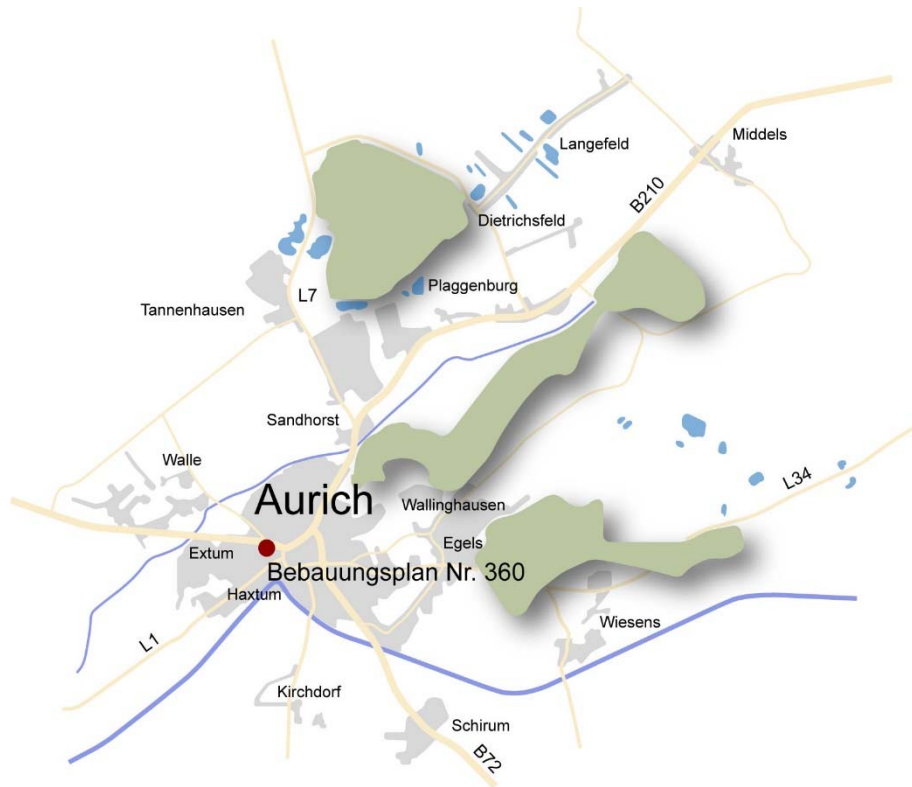 Langefeld
Middels
B210
Dietrichsfeld
Plaggenburg
L7
Tannenhausen
Sandhorst
Walle
L34
Aurich
Wallinghausen
Egels
Extum
Bebauungsplan Nr. 360
Haxtum
Wiesens
L1
Kirchdorf
Schirum
B72